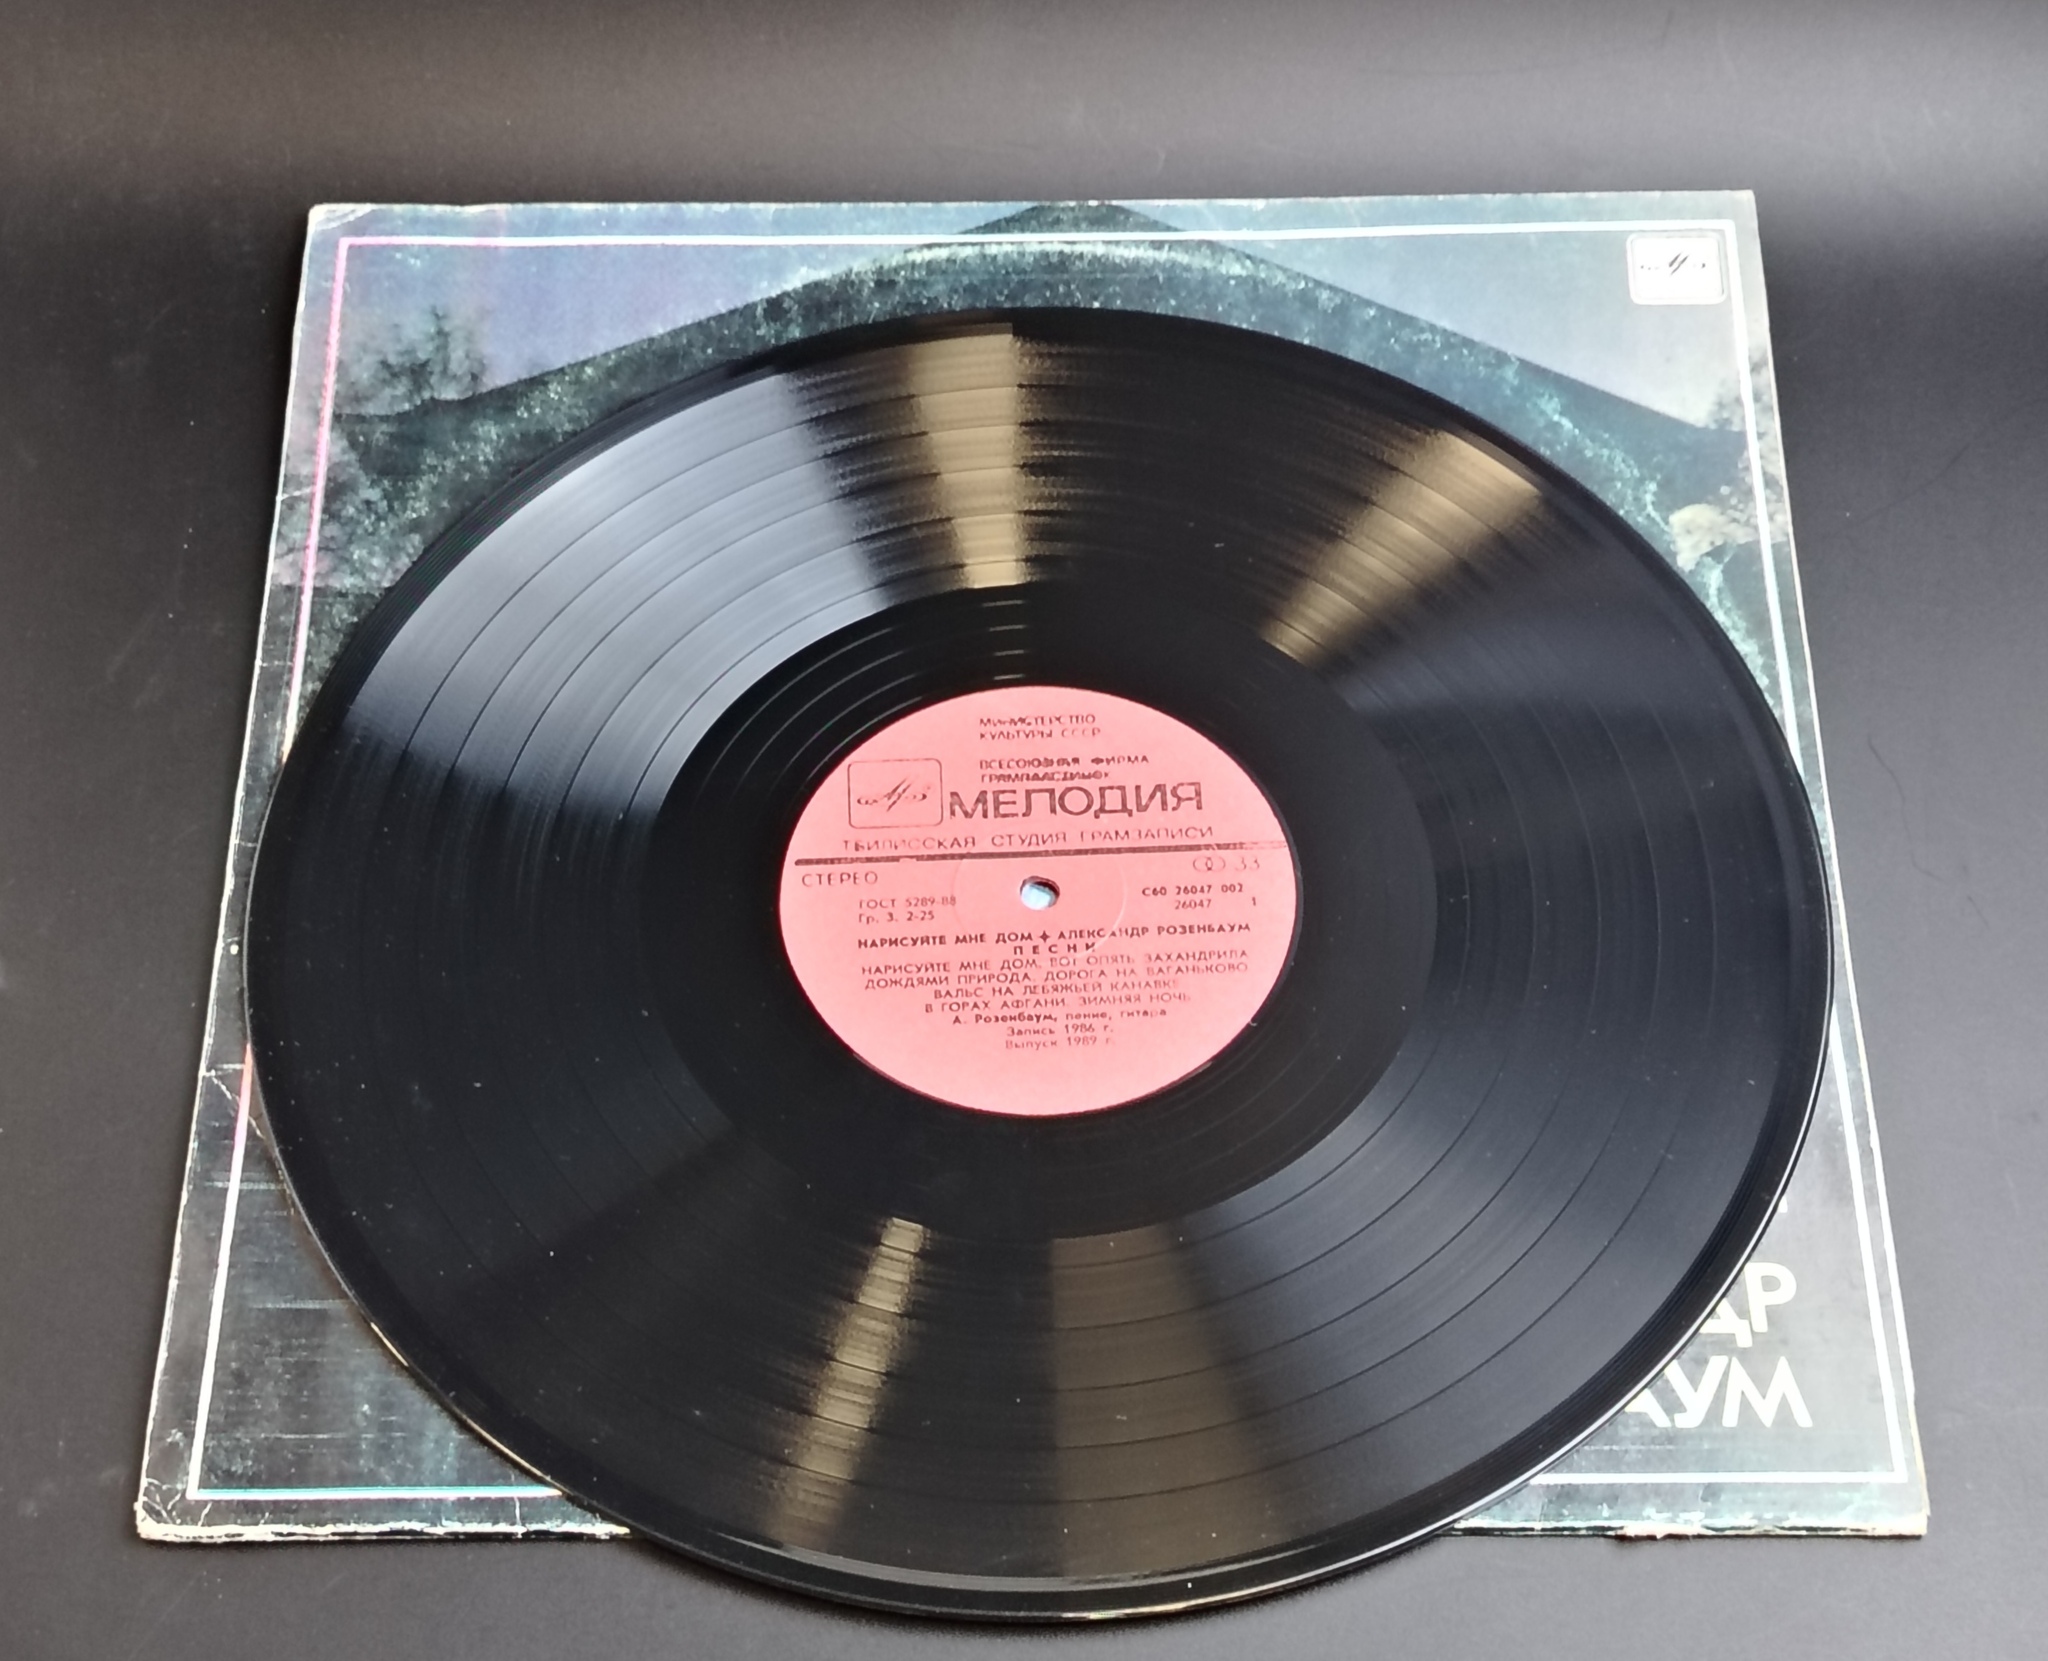 МИНИСТЕРСТВО
КУЛЬТУРЫ СССР
ВСЕСОЮЗНАЯ ФИРМА
ГРАМПЛАСТИНОК
МЕЛОДИЯ
ТБИЛИССКАЯ СТУДИЯ ГРАМЗАПИСИ
СТЕРЕО
33
ГОСТ 5289-88
Гр. 3. 2-25
С60 26047 002
26047 1
НАРИСУЙТЕ МНЕ ДОМ ✦ АЛЕКСАНДР РОЗЕНБАУМ
ПЕСНИ
НАРИСУЙТЕ МНЕ ДОМ, ВОТ ОПЯТЬ ЗАХАНДРИЛА
ДОЖДЯМИ ПРИРОДА, ДОРОГА НА ВАГАНЬКОВО
ВАЛЬС НА ЛЕБЯЖЬЕЙ КАНАВКЕ
В ГОРАХ АФГАНИ, ЗИМНЯЯ НОЧЬ
А. Розенбаум, пение, гитара
Запись 1986 г.
Выпуск 1989 г.
ДР
АУМ